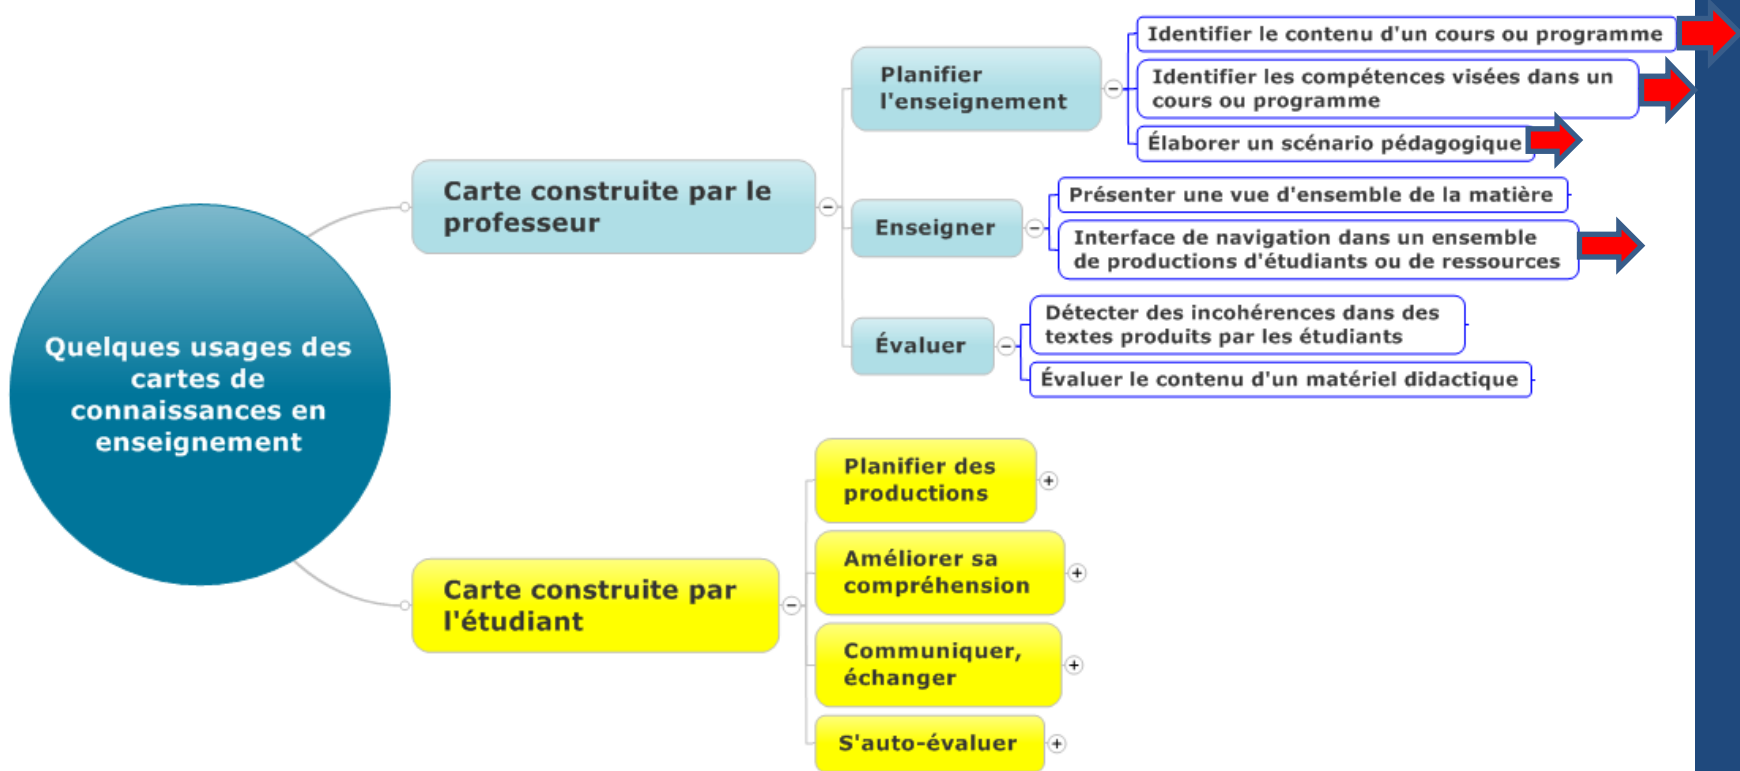 Quelques usages des
cartes de
connaissances en
enseignement
Carte construite par le
professeur
Planifier
l'enseignement
Identifier le contenu d'un cours ou programme
Identifier les compétences visées dans un
cours ou programme
Élaborer un scénario pédagogique
Enseigner
Présenter une vue d'ensemble de la matière
Interface de navigation dans un ensemble
de productions d'étudiants ou de ressources
Évaluer
Détecter des incohérences dans des
textes produits par les étudiants
Évaluer le contenu d'un matériel didactique
Carte construite par
l'étudiant
Planifier des
productions
Améliorer sa
compréhension
Communiquer,
échanger
S'auto-évaluer